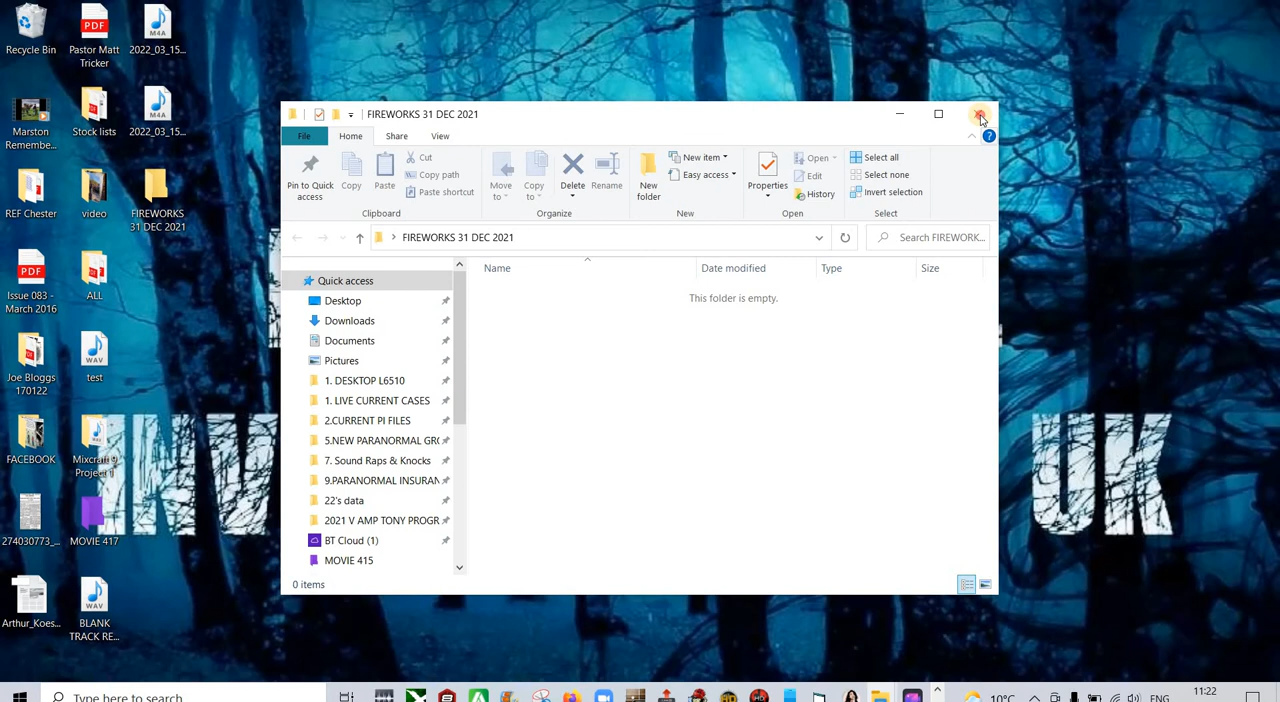 Recycle Bin
Pastor Matt
Tricker
2022_03_15...
Marston
Remembe...
Stock lists
2022_03_15...
REF Chester
video
FIREWORKS
31 DEC 2021
Issue 083 -
March 2016
ALL
Joe Bloggs
170122
test
FACEBOOK
Mixcraft 9
Project 1
274030773_...
MOVIE 417
Arthur_Koes...
BLANK
TRACK RE...
PDF
M4A
M4A
PDF
WAV
WAV
UK
FIREWORKS 31 DEC 2021
File Home Share View
Pin to Quick
access
Copy
Paste
Cut
Copy path
Paste shortcut
Clipboard
Move
to
Copy
to
Delete
Rename
Organize
New
folder
New item
Easy access
New
Properties
Open
Edit
History
Open
Select all
Select none
Invert selection
Select
FIREWORKS 31 DEC 2021
Search FIREWORK...
Name Date modified Type Size
This folder is empty.
Quick access
Desktop
Downloads
Documents
Pictures
1. DESKTOP L6510
1. LIVE CURRENT CASES
2.CURRENT PI FILES
5.NEW PARANORMAL GR
7. Sound Raps & Knocks
9.PARANORMAL INSURAN
22's data
2021 V AMP TONY PROGR
BT Cloud (1)
MOVIE 415
0 items
Type here to search
10°C
ENG
11:22